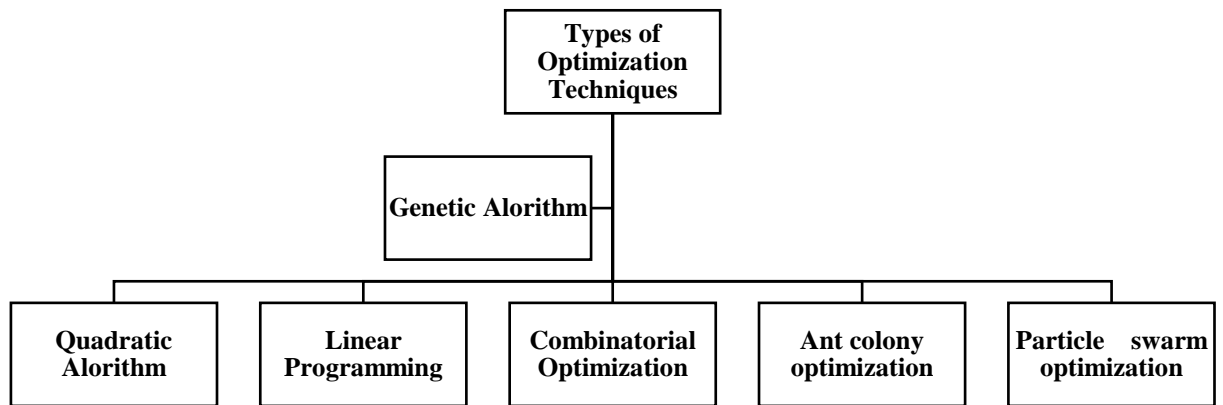 Types of
Optimization
Techniques
Genetic Alorithm
Quadratic
Alorithm
Linear
Programming
Combinatorial
Optimization
Ant colony
optimization
Particle swarm
optimization